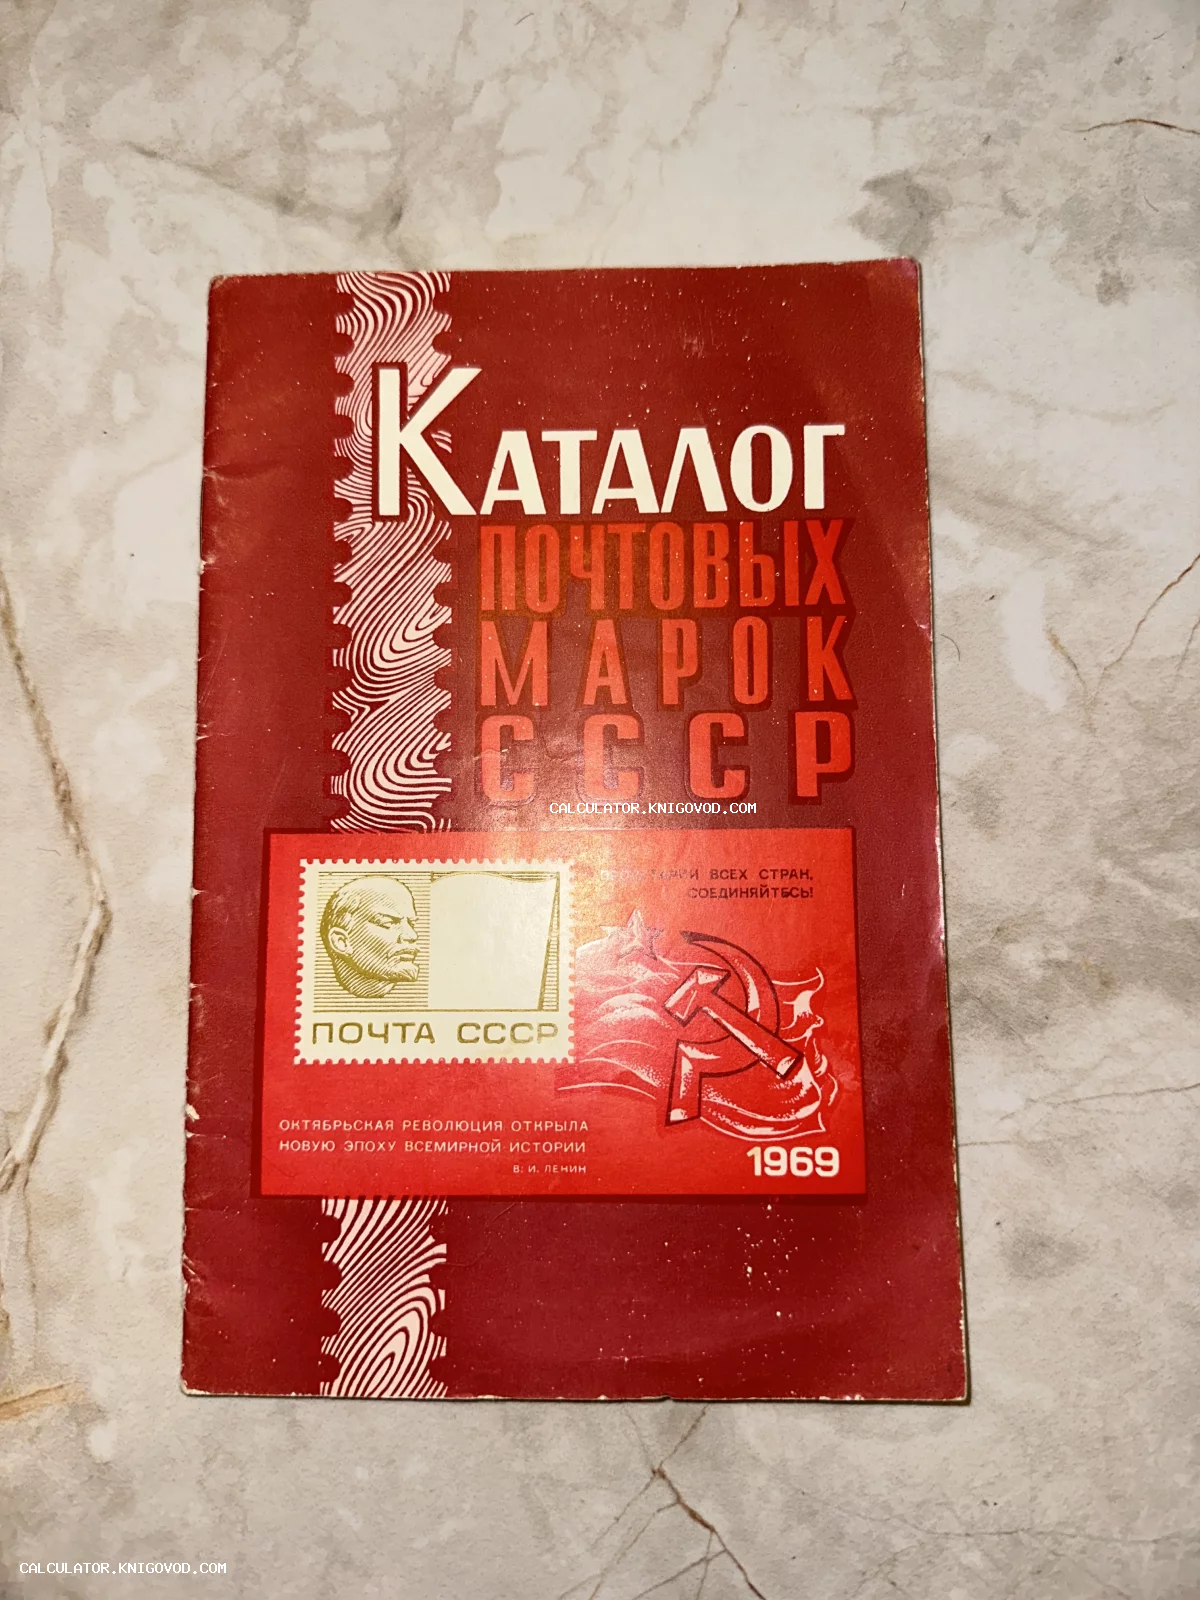 КАТАЛОГ
ПОЧТОВЫХ
МАРОК
СССР
CALCULATOR.KNIGOVOD.COM
ВСЕХ СТРАН,
СОЕДИНЯЙТЕСЬ!
ПОЧТА СССР
ОКТЯБРЬСКАЯ РЕВОЛЮЦИЯ ОТКРЫЛА
НОВУЮ ЭПОХУ ВСЕМИРНОЙ ИСТОРИИ
В. И. ЛЕНИН
1969
CALCULATOR.KNIGOVOD.COM